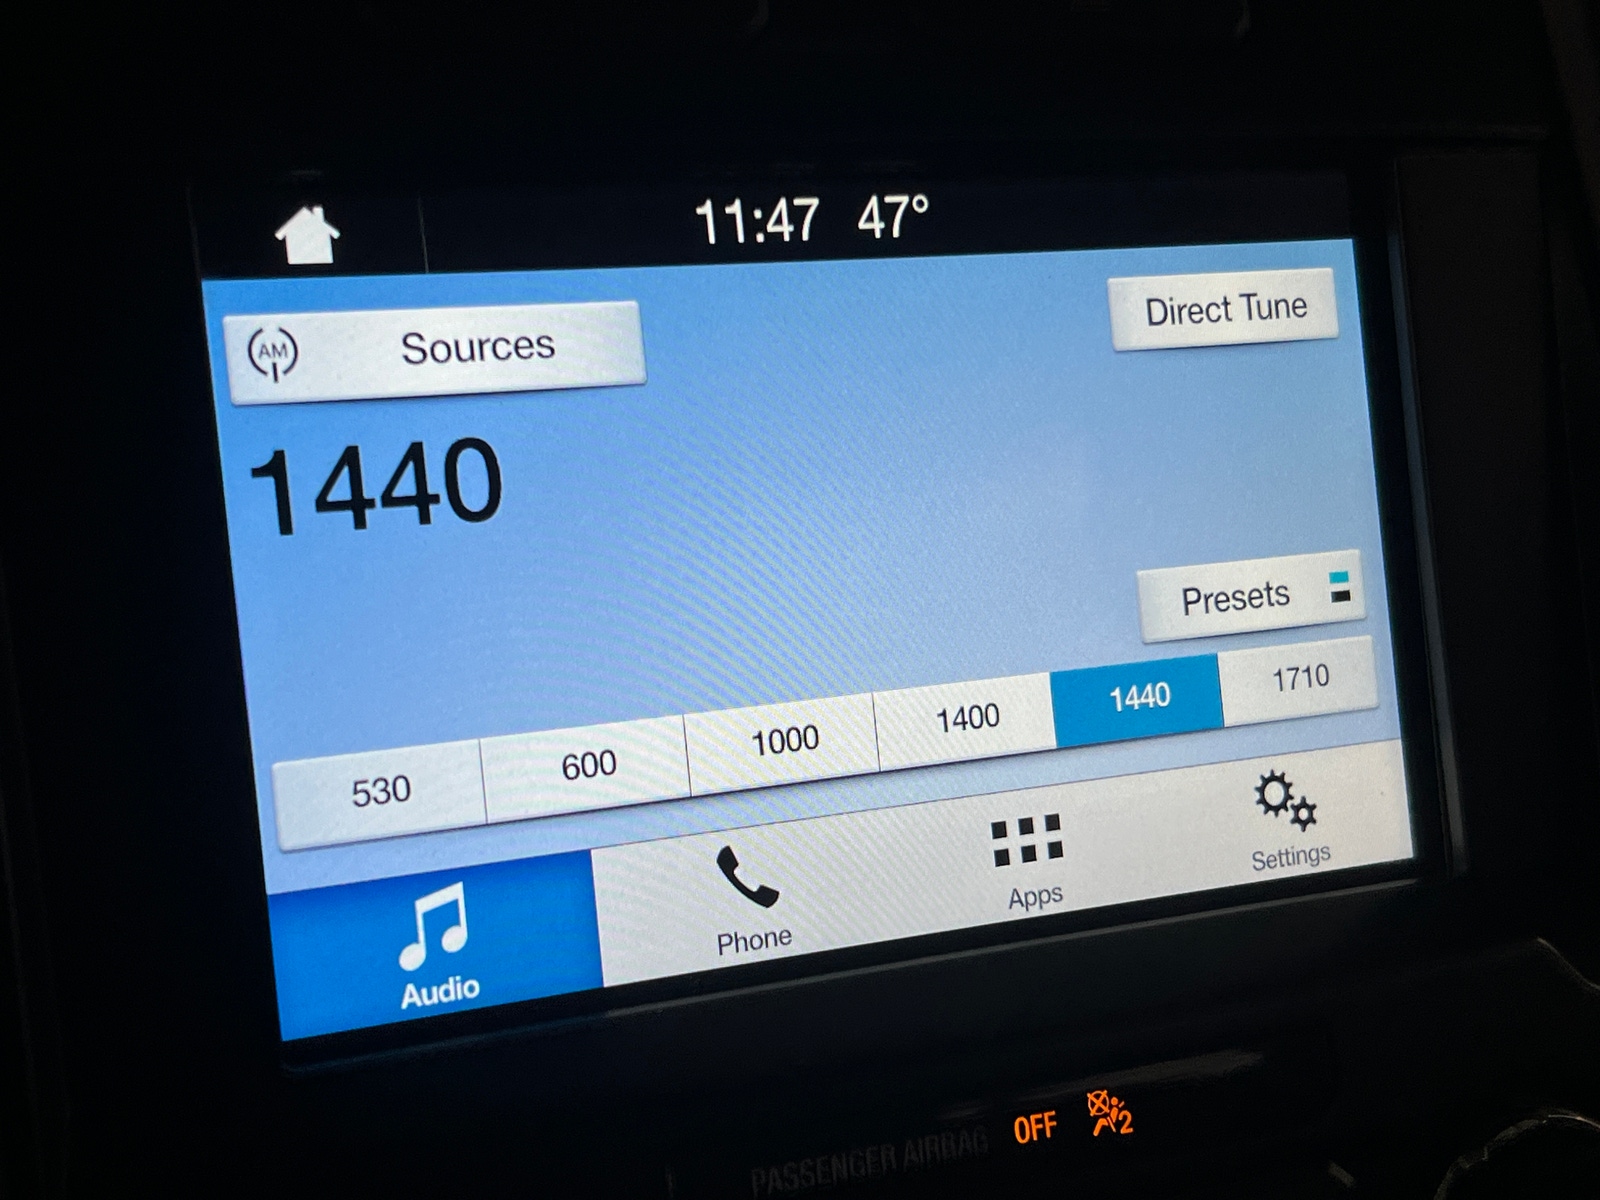 11:47 47°
AM Sources
Direct Tune
1440
Presets
530 600 1000 1400 1440 1710
Audio Phone Apps Settings
PASSENGER AIRBAG OFF 2